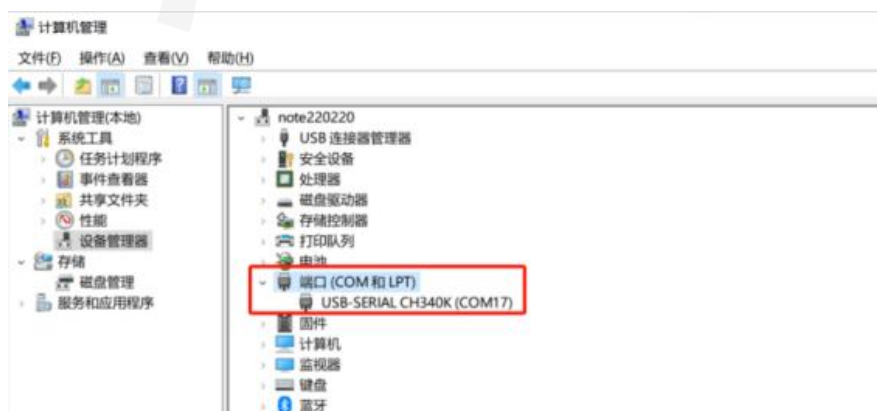 计算机管理
文件(F) 操作(A) 查看(V) 帮助(H)
计算机管理(本地)
系统工具
任务计划程序
事件查看器
共享文件夹
性能
设备管理器
存储
磁盘管理
服务和应用程序
note220220
USB 连接器管理器
安全设备
处理器
磁盘驱动器
存储控制器
打印队列
电池
端口 (COM 和 LPT)
USB-SERIAL CH340K (COM17)
固件
计算机
监视器
键盘
蓝牙